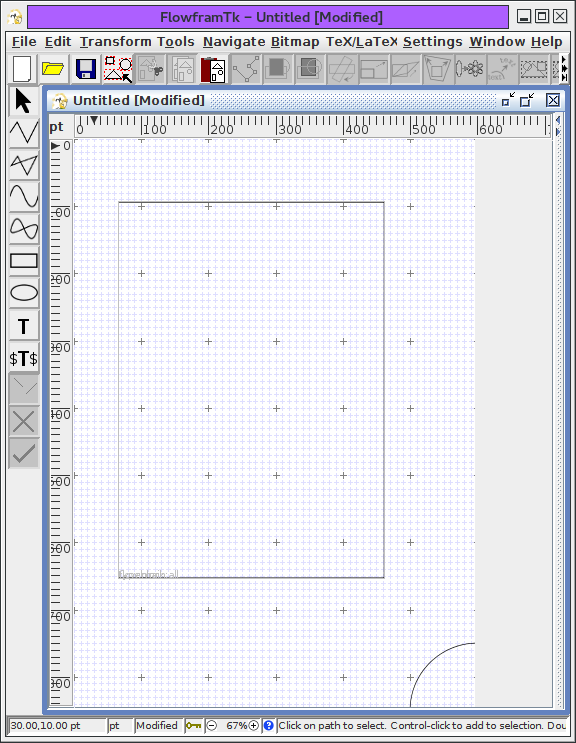 FlowframTk - Untitled [Modified]
File Edit Transform Tools Navigate Bitmap TeX/LaTeX Settings Window Help
Untitled [Modified]
pt 0 100 200 300 400 500 600
0
00
200
300
400
500
600
700
800
T
$T$
30.00,10.00 pt pt Modified 67% Click on path to select. Control-click to add to selection. Dou